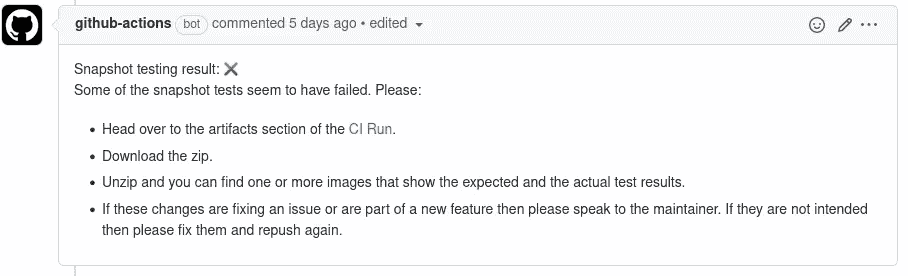 github-actions bot commented 5 days ago • edited
Snapshot testing result: ❌
Some of the snapshot tests seem to have failed. Please:
• Head over to the artifacts section of the CI Run.
• Download the zip.
• Unzip and you can find one or more images that show the expected and the actual test results.
• If these changes are fixing an issue or are part of a new feature then please speak to the maintainer. If they are not intended
then please fix them and repush again.